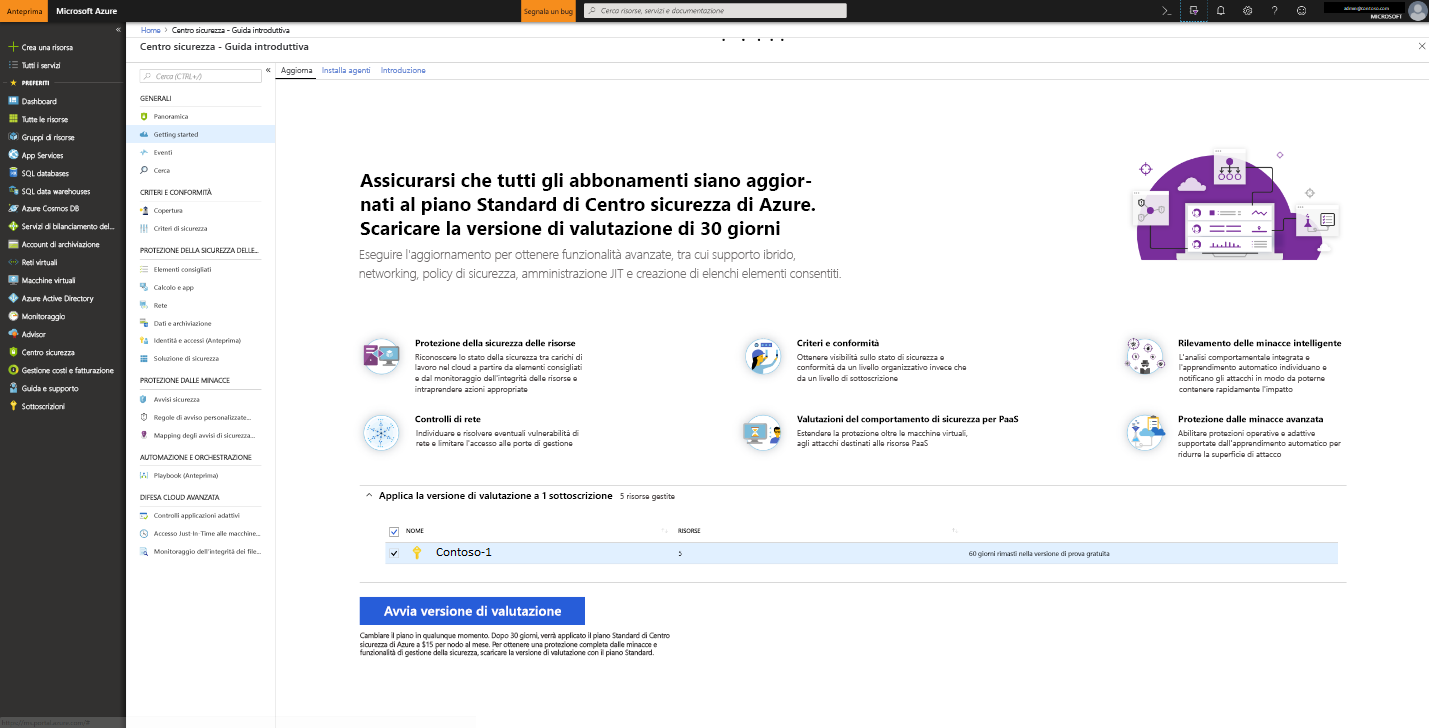 Anteprima
Microsoft Azure
Segnala un bug
Cerca risorse, servizi e documentazione
admin@contoso.com
MICROSOFT
Crea una risorsa
Tutti i servizi
PREFERITI
Dashboard
Tutte le risorse
Gruppi di risorse
App Services
SQL databases
SQL data warehouses
Azure Cosmos DB
Servizi di bilanciamento del...
Account di archiviazione
Reti virtuali
Macchine virtuali
Azure Active Directory
Monitoraggio
Advisor
Centro sicurezza
Gestione costi e fatturazione
Guida e supporto
Sottoscrizioni
Home > Centro sicurezza - Guida introduttiva
Centro sicurezza - Guida introduttiva
Cerca (CTRL+/)
GENERALI
Panoramica
Getting started
Eventi
Cerca
CRITERI E CONFORMITÀ
Copertura
Criteri di sicurezza
PROTEZIONE DELLA SICUREZZA DELLE...
Elementi consigliati
Calcolo e app
Rete
Dati e archiviazione
Identità e accessi (Anteprima)
Soluzione di sicurezza
PROTEZIONE DALLE MINACCE
Avvisi sicurezza
Regole di avviso personalizzate...
Mapping degli avvisi di sicurezza...
AUTOMAZIONE E ORCHESTRAZIONE
Playbook (Anteprima)
DIFESA CLOUD AVANZATA
Controlli applicazioni adattivi
Accesso Just-In-Time alle macchine...
Monitoraggio dell'integrità dei file...
Aggiorna Installa agenti Introduzione
Assicurarsi che tutti gli abbonamenti siano aggior-
nati al piano Standard di Centro sicurezza di Azure.
Scaricare la versione di valutazione di 30 giorni
Eseguire l'aggiornamento per ottenere funzionalità avanzate, tra cui supporto ibrido,
networking, policy di sicurezza, amministrazione JIT e creazione di elenchi elementi consentiti.
Protezione della sicurezza delle risorse
Riconoscere lo stato della sicurezza tra carichi di
lavoro nel cloud a partire da elementi consigliati
e dal monitoraggio dell'integrità delle risorse e
intraprendere azioni appropriate
Criteri e conformità
Ottenere visibilità sullo stato di sicurezza e
conformità da un livello organizzativo invece che
da un livello di sottoscrizione
Rilevamento delle minacce intelligente
L'analisi comportamentale integrata e
l'apprendimento automatico individuano e
notificano gli attacchi in modo da poterne
contenere rapidamente l'impatto
Controlli di rete
Individuare e risolvere eventuali vulnerabilità di
rete e limitare l'accesso alle porte di gestione
Valutazioni del comportamento di sicurezza per PaaS
Estendere la protezione oltre le macchine virtuali,
agli attacchi destinati alle risorse PaaS
Protezione dalle minacce avanzata
Abilitare protezioni operative e adattive
supportate dall'apprendimento automatico per
ridurre la superficie di attacco
Applica la versione di valutazione a 1 sottoscrizione 5 risorse gestite
NOME RISORSE
Contoso-1 5 60 giorni rimasti nella versione di prova gratuita
Avvia versione di valutazione
Cambiare il piano in qualunque momento. Dopo 30 giorni, verrà applicato il piano Standard di Centro
sicurezza di Azure a $15 per nodo al mese. Per ottenere una protezione completa dalle minacce e
funzionalità di gestione della sicurezza, scaricare la versione di valutazione con il piano Standard.